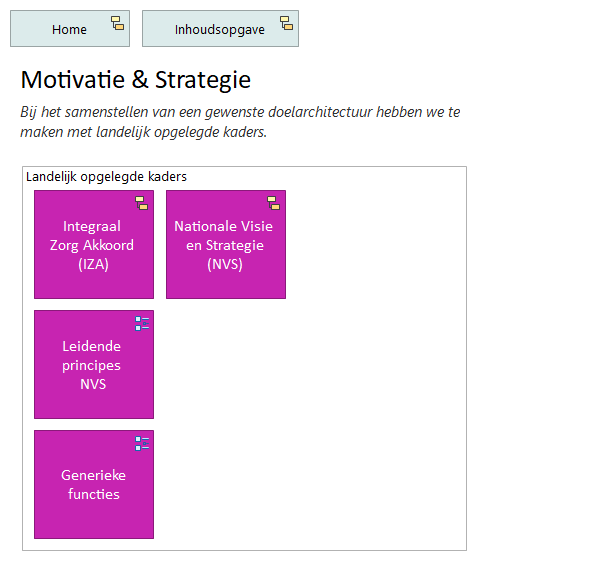 Home
Inhoudsopgave
Motivatie & Strategie
Bij het samenstellen van een gewenste doelarchitectuur hebben we te
maken met landelijk opgelegde kaders.
Landelijk opgelegde kaders
Integraal
Zorg Akkoord
(IZA)
Nationale Visie
en Strategie
(NVS)
Leidende
principes
NVS
Generieke
functies